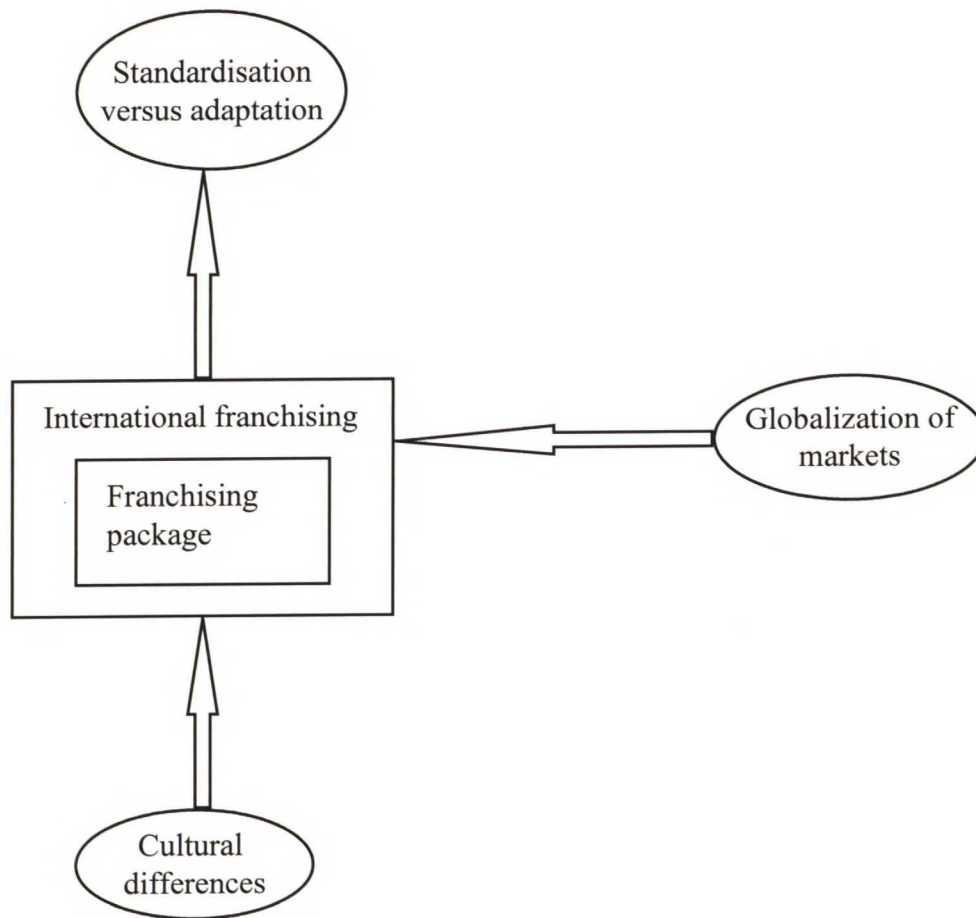 Standardisation
versus adaptation
International franchising
Franchising
package
Globalization of
markets
Cultural
differences